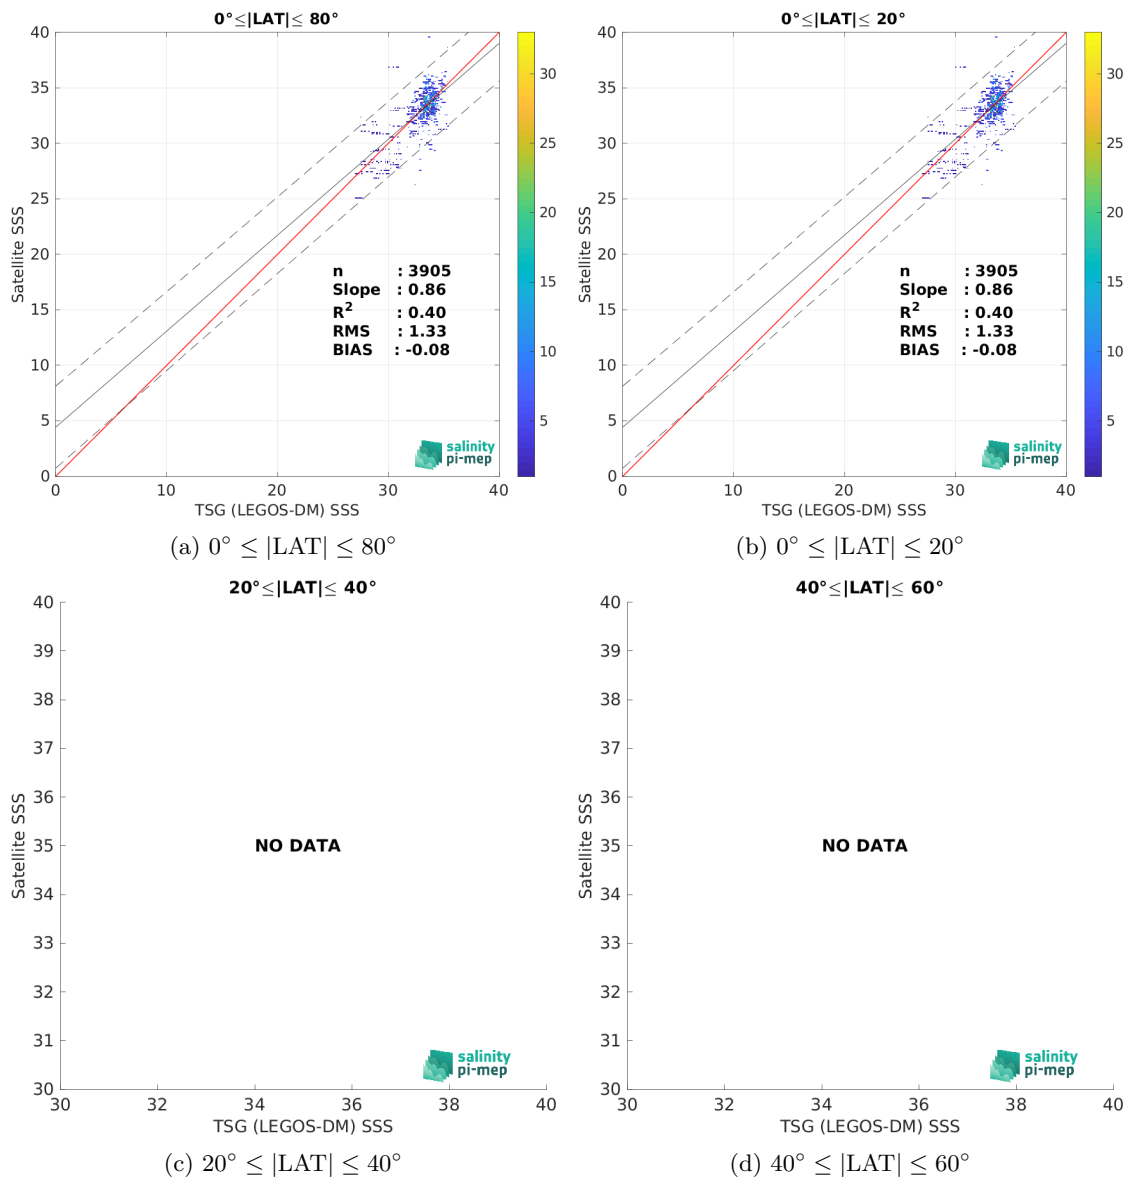 0°≤|LAT|≤ 80°
40
35
30
25
20
15
10
5
0
0
10
20
30
40
Satellite SSS
TSG (LEGOS-DM) SSS
30
25
20
15
10
5
n : 3905
Slope : 0.86
R² : 0.40
RMS : 1.33
BIAS : -0.08
salinity
pi-mep
(a) 0° ≤ |LAT| ≤ 80°
0°≤|LAT|≤ 20°
40
35
30
25
20
15
10
5
0
0
10
20
30
40
Satellite SSS
TSG (LEGOS-DM) SSS
30
25
20
15
10
5
n : 3905
Slope : 0.86
R² : 0.40
RMS : 1.33
BIAS : -0.08
salinity
pi-mep
(b) 0° ≤ |LAT| ≤ 20°
20°≤|LAT|≤ 40°
40
39
38
37
36
35
34
33
32
31
30
30
32
34
36
38
40
Satellite SSS
TSG (LEGOS-DM) SSS
NO DATA
salinity
pi-mep
(c) 20° ≤ |LAT| ≤ 40°
40°≤|LAT|≤ 60°
40
39
38
37
36
35
34
33
32
31
30
30
32
34
36
38
40
Satellite SSS
TSG (LEGOS-DM) SSS
NO DATA
salinity
pi-mep
(d) 40° ≤ |LAT| ≤ 60°